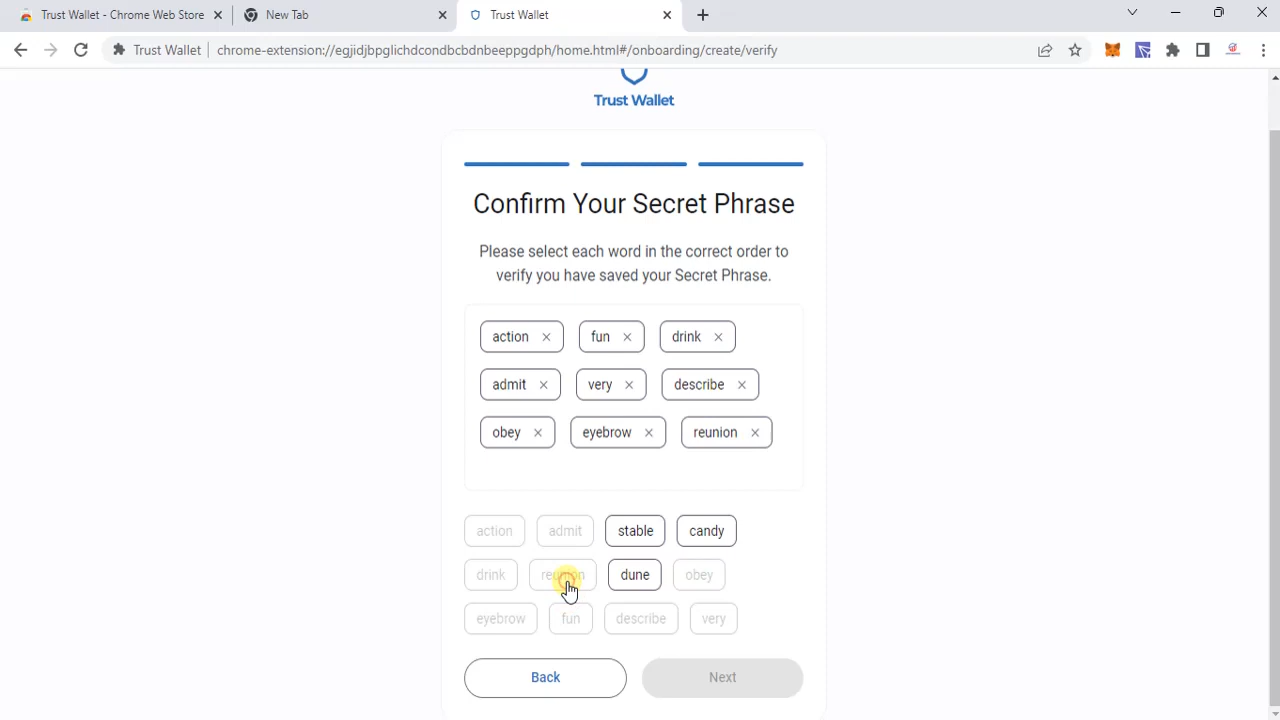 Trust Wallet - Chrome Web Store
New Tab
Trust Wallet
Trust Wallet chrome-extension://egjidjbpglichdcondbcbdnbeeppgdph/home.html#/onboarding/create/verify
Trust Wallet
Confirm Your Secret Phrase
Please select each word in the correct order to
verify you have saved your Secret Phrase.
action fun drink
admit very describe
obey eyebrow reunion
action admit stable candy
drink reunion dune obey
eyebrow fun describe very
Back Next